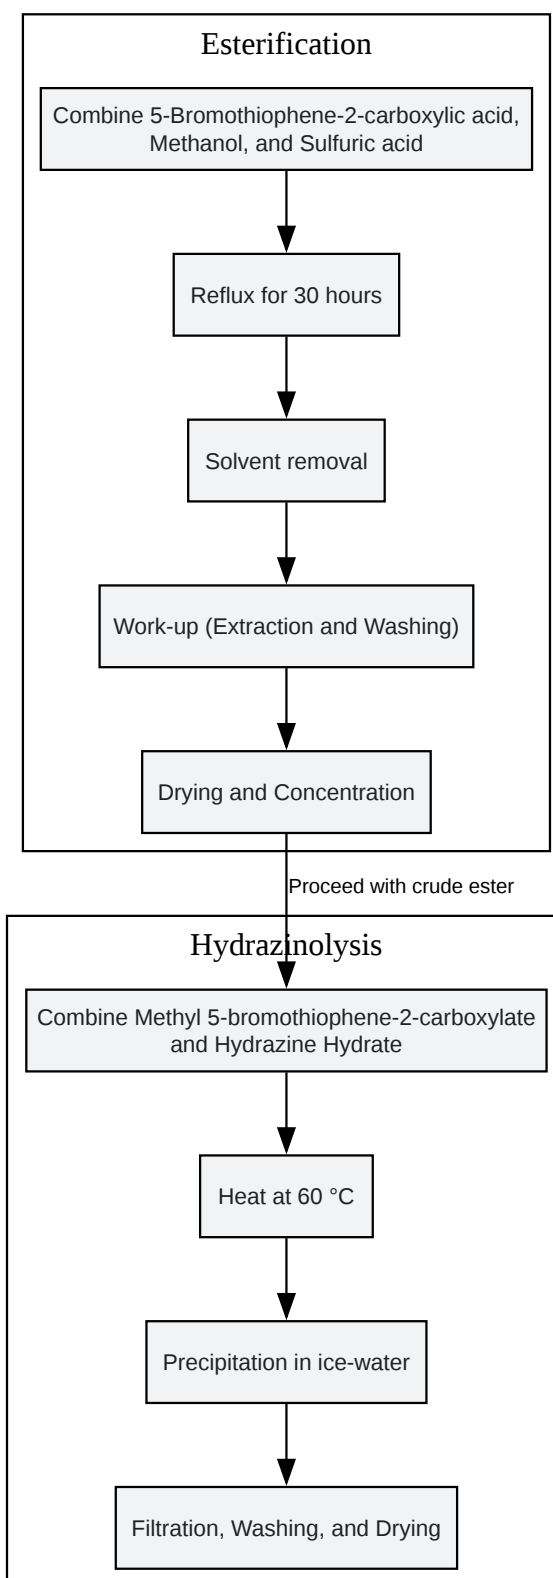 Esterification
Combine 5-Bromothiophene-2-carboxylic acid,
Methanol, and Sulfuric acid
Reflux for 30 hours
Solvent removal
Work-up (Extraction and Washing)
Drying and Concentration
Proceed with crude ester
Hydrazinolysis
Combine Methyl 5-bromothiophene-2-carboxylate
and Hydrazine Hydrate
Heat at 60 °C
Precipitation in ice-water
Filtration, Washing, and Drying